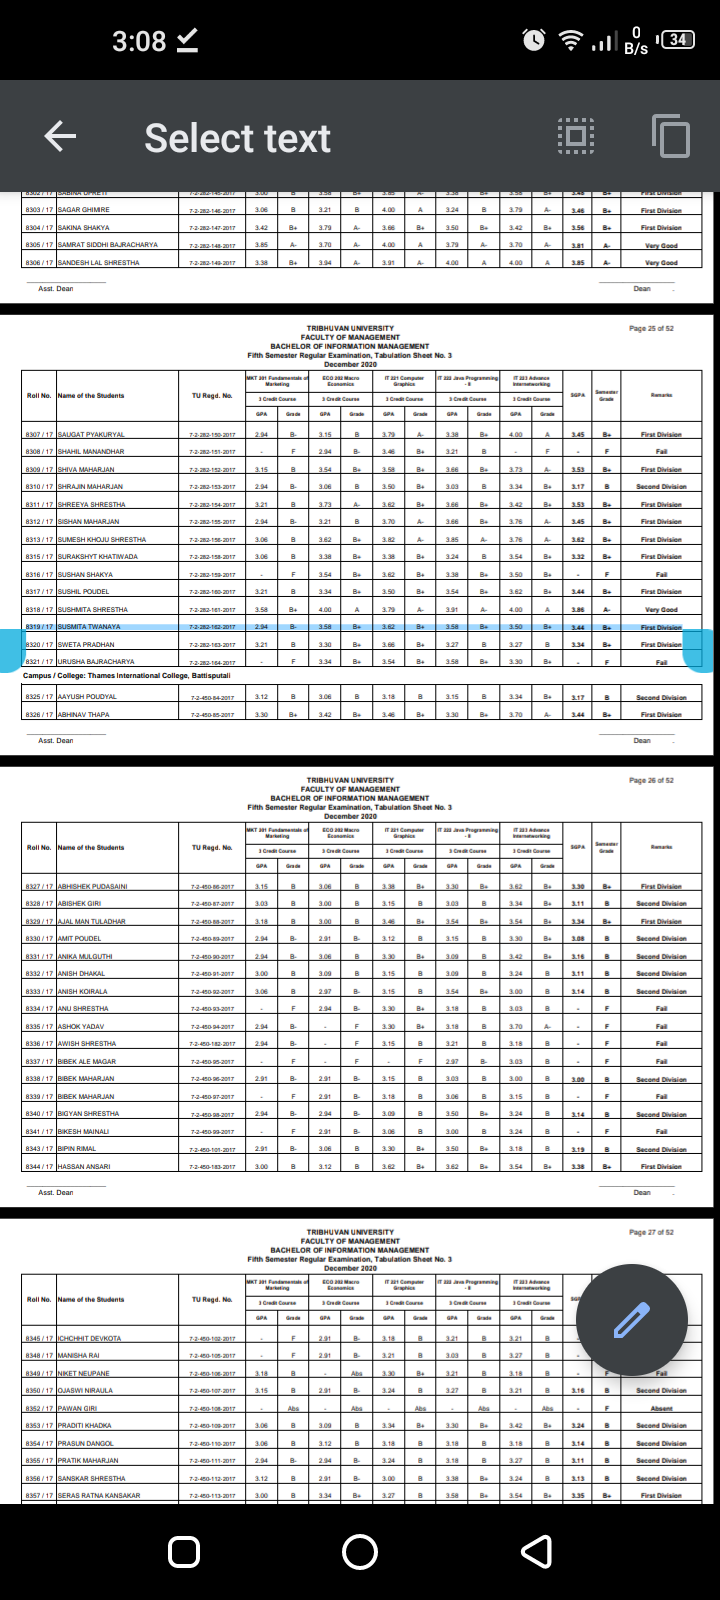 3:08
0 B/s
34
Select text
8302 / 17 SABINA UPRETI 7-2-262-145-2017 3.00 B 3.58 B+ 3.85 A- 3.38 B+ 3.58 B+ 3.48 B+ First Division
8303 / 17 SAGAR GHIMIRE 7-2-262-146-2017 3.06 B 3.21 B 4.00 A 3.24 B 3.79 A- 3.46 B+ First Division
8304 / 17 SAKINA SHAKYA 7-2-262-147-2017 3.42 B+ 3.79 A- 3.66 B+ 3.50 B+ 3.42 B+ 3.56 B+ First Division
8305 / 17 SAMRAT SIDDHI BAJRACHARYA 7-2-262-148-2017 3.85 A- 3.70 A- 4.00 A 3.79 A- 3.70 A- 3.81 A- Very Good
8306 / 17 SANDESH LAL SHRESTHA 7-2-262-149-2017 3.38 B+ 3.94 A- 3.91 A- 4.00 A 4.00 A 3.85 A- Very Good
Asst. Dean Dean .
TRIBHUVAN UNIVERSITY Page 25 of 52
FACULTY OF MANAGEMENT
BACHELOR OF INFORMATION MANAGEMENT
Fifth Semester Regular Examination, Tabulation Sheet No. 3
December 2020
Roll No. Name of the Students TU Regd. No. MKT 201 Fundamentals of Marketing ECO 202 Macro Economics IT 221 Computer Graphics IT 222 Java Programming - II IT 223 Advance Internetworking SGPA Semester Grade Remarks
3 Credit Course 3 Credit Course 3 Credit Course 3 Credit Course 3 Credit Course
GPA Grade GPA Grade GPA Grade GPA Grade GPA Grade
8307 / 17 SAUGAT PYAKURYAL 7-2-262-150-2017 2.94 B- 3.15 B 3.79 A- 3.38 B+ 4.00 A 3.45 B+ First Division
8308 / 17 SHAHIL MANANDHAR 7-2-262-151-2017 - F 2.94 B- 3.46 B+ 3.21 B - F - F Fail
8309 / 17 SHIVA MAHARJAN 7-2-262-152-2017 3.15 B 3.54 B+ 3.58 B+ 3.66 B+ 3.73 A- 3.53 B+ First Division
8310 / 17 SHRAJIN MAHARJAN 7-2-262-153-2017 2.94 B- 3.06 B 3.50 B+ 3.03 B 3.34 B+ 3.17 B Second Division
8311 / 17 SHREEYA SHRESTHA 7-2-262-154-2017 3.21 B 3.73 A- 3.62 B+ 3.66 B+ 3.42 B+ 3.53 B+ First Division
8312 / 17 SISHAN MAHARJAN 7-2-262-155-2017 2.94 B- 3.21 B 3.70 A- 3.66 B+ 3.76 A- 3.45 B+ First Division
8313 / 17 SUMESH KHOJU SHRESTHA 7-2-262-156-2017 3.06 B 3.62 B+ 3.82 A- 3.85 A- 3.76 A- 3.62 B+ First Division
8315 / 17 SURAKSHYT KHATIWADA 7-2-262-158-2017 3.06 B 3.38 B+ 3.38 B+ 3.24 B 3.54 B+ 3.32 B+ First Division
8316 / 17 SUSHAN SHAKYA 7-2-262-159-2017 - F 3.54 B+ 3.62 B+ 3.38 B+ 3.50 B+ - F Fail
8317 / 17 SUSHIL POUDEL 7-2-262-160-2017 3.21 B 3.34 B+ 3.50 B+ 3.54 B+ 3.62 B+ 3.44 B+ First Division
8318 / 17 SUSHMITA SHRESTHA 7-2-262-161-2017 3.58 B+ 4.00 A 3.79 A- 3.91 A- 4.00 A 3.86 A- Very Good
8319 / 17 SUSMITA TWANAYA 7-2-262-162-2017 2.94 B- 3.58 B+ 3.62 B+ 3.58 B+ 3.50 B+ 3.44 B+ First Division
8320 / 17 SWETA PRADHAN 7-2-262-163-2017 3.21 B 3.30 B+ 3.66 B+ 3.27 B 3.27 B 3.34 B+ First Division
8321 / 17 URUSHA BAJRACHARYA 7-2-262-164-2017 - F 3.34 B+ 3.54 B+ 3.58 B+ 3.30 B+ - F Fail
Campus / College: Thames International College, Battisputali
8325 / 17 AAYUSH POUDYAL 7-2-450-84-2017 3.12 B 3.06 B 3.18 B 3.15 B 3.34 B+ 3.17 B Second Division
8326 / 17 ABHINAV THAPA 7-2-450-85-2017 3.30 B+ 3.42 B+ 3.46 B+ 3.30 B+ 3.70 A- 3.44 B+ First Division
Asst. Dean Dean .
TRIBHUVAN UNIVERSITY Page 26 of 52
FACULTY OF MANAGEMENT
BACHELOR OF INFORMATION MANAGEMENT
Fifth Semester Regular Examination, Tabulation Sheet No. 3
December 2020
Roll No. Name of the Students TU Regd. No. MKT 201 Fundamentals of Marketing ECO 202 Macro Economics IT 221 Computer Graphics IT 222 Java Programming - II IT 223 Advance Internetworking SGPA Semester Grade Remarks
3 Credit Course 3 Credit Course 3 Credit Course 3 Credit Course 3 Credit Course
GPA Grade GPA Grade GPA Grade GPA Grade GPA Grade
8327 / 17 ABHISHEK PUDASAINI 7-2-450-86-2017 3.15 B 3.06 B 3.38 B+ 3.30 B+ 3.62 B+ 3.30 B+ First Division
8328 / 17 ABISHEK GIRI 7-2-450-87-2017 3.03 B 3.00 B 3.15 B 3.03 B 3.34 B+ 3.11 B Second Division
8329 / 17 AJAL MAN TULADHAR 7-2-450-88-2017 3.18 B 3.00 B 3.46 B+ 3.54 B+ 3.54 B+ 3.34 B+ First Division
8330 / 17 AMIT POUDEL 7-2-450-89-2017 2.94 B- 2.91 B- 3.12 B 3.15 B 3.30 B+ 3.08 B Second Division
8331 / 17 ANIKA MULGUTHI 7-2-450-90-2017 2.94 B- 3.06 B 3.30 B+ 3.09 B 3.42 B+ 3.16 B Second Division
8332 / 17 ANISH DHAKAL 7-2-450-91-2017 3.00 B 3.09 B 3.15 B 3.09 B 3.24 B 3.11 B Second Division
8333 / 17 ANISH KOIRALA 7-2-450-92-2017 3.06 B 2.97 B- 3.15 B 3.54 B+ 3.00 B 3.14 B Second Division
8334 / 17 ANU SHRESTHA 7-2-450-93-2017 - F 2.94 B- 3.30 B+ 3.18 B 3.03 B - F Fail
8335 / 17 ASHOK YADAV 7-2-450-94-2017 2.94 B- - F 3.30 B+ 3.18 B 3.70 A- - F Fail
8336 / 17 AWISH SHRESTHA 7-2-450-182-2017 2.94 B- - F 3.15 B 3.21 B 3.18 B - F Fail
8337 / 17 BIBEK ALE MAGAR 7-2-450-95-2017 - F - F - F 2.97 B- 3.03 B - F Fail
8338 / 17 BIBEK MAHARJAN 7-2-450-96-2017 2.91 B- 2.91 B- 3.15 B 3.03 B 3.00 B 3.00 B Second Division
8339 / 17 BIBEK MAHARJAN 7-2-450-97-2017 - F 2.91 B- 3.18 B 3.06 B 3.15 B - F Fail
8340 / 17 BIGYAN SHRESTHA 7-2-450-98-2017 2.94 B- 2.94 B- 3.09 B 3.50 B+ 3.24 B 3.14 B Second Division
8341 / 17 BIKESH MAINALI 7-2-450-99-2017 - F 2.91 B- 3.06 B 3.00 B 3.24 B - F Fail
8343 / 17 BIPIN RIMAL 7-2-450-101-2017 2.91 B- 3.06 B 3.30 B+ 3.50 B+ 3.18 B 3.19 B Second Division
8344 / 17 HASSAN ANSARI 7-2-450-183-2017 3.00 B 3.12 B 3.62 B+ 3.62 B+ 3.54 B+ 3.38 B+ First Division
Asst. Dean Dean .
TRIBHUVAN UNIVERSITY Page 27 of 52
FACULTY OF MANAGEMENT
BACHELOR OF INFORMATION MANAGEMENT
Fifth Semester Regular Examination, Tabulation Sheet No. 3
December 2020
Roll No. Name of the Students TU Regd. No. MKT 201 Fundamentals of Marketing ECO 202 Macro Economics IT 221 Computer Graphics IT 222 Java Programming - II IT 223 Advance Internetworking
3 Credit Course 3 Credit Course 3 Credit Course 3 Credit Course 3 Credit Course
GPA Grade GPA Grade GPA Grade GPA Grade GPA Grade
8345 / 17 ICHCHHIT DEVKOTA 7-2-450-102-2017 - F 2.91 B- 3.18 B 3.21 B 3.21 B -
8348 / 17 MANISHA RAI 7-2-450-105-2017 - F 2.91 B- 3.21 B 3.03 B 3.27 B -
8349 / 17 NIKET NEUPANE 7-2-450-106-2017 3.18 B - Abs 3.30 B+ 3.21 B 3.18 B - F Fail
8350 / 17 OJASWI NIRAULA 7-2-450-107-2017 3.15 B 2.91 B- 3.24 B 3.27 B 3.21 B 3.16 B Second Division
8352 / 17 PAWAN GIRI 7-2-450-108-2017 - Abs - Abs - Abs - Abs - Abs - F Absent
8353 / 17 PRADITI KHADKA 7-2-450-109-2017 3.06 B 3.09 B 3.34 B+ 3.30 B+ 3.42 B+ 3.24 B Second Division
8354 / 17 PRASUN DANGOL 7-2-450-110-2017 3.06 B 3.12 B 3.18 B 3.18 B 3.18 B 3.14 B Second Division
8355 / 17 PRATIK MAHARJAN 7-2-450-111-2017 2.94 B- 2.94 B- 3.24 B 3.18 B 3.27 B 3.11 B Second Division
8356 / 17 SANSKAR SHRESTHA 7-2-450-112-2017 3.12 B 2.91 B- 3.00 B 3.38 B+ 3.24 B 3.13 B Second Division
8357 / 17 SERAS RATNA KANSAKAR 7-2-450-113-2017 3.00 B 3.34 B+ 3.27 B 3.58 B+ 3.54 B+ 3.35 B+ First Division